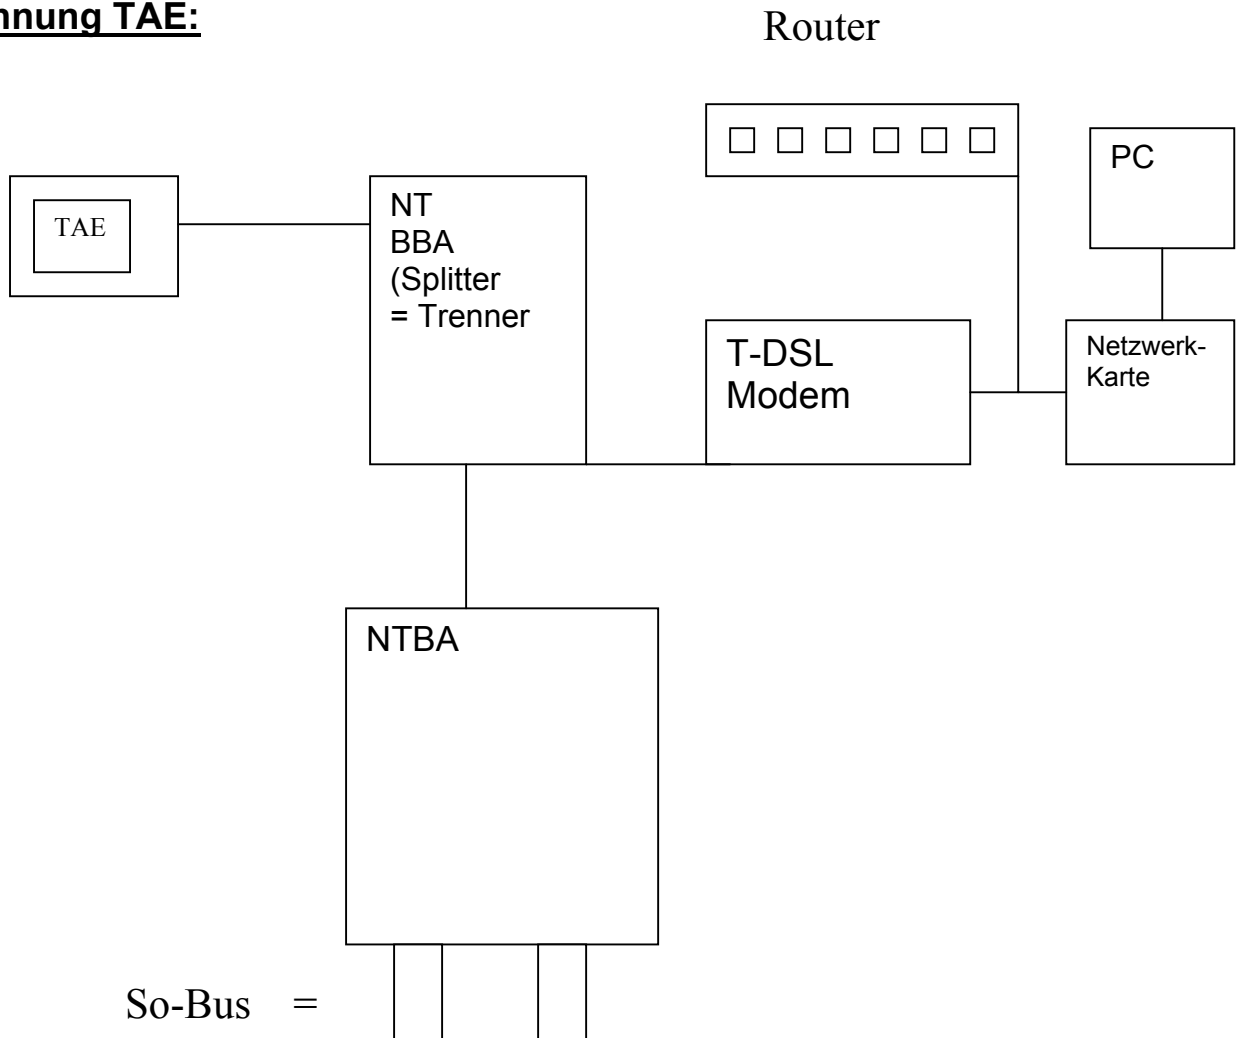 nnung TAE:
Router
TAE
NT
BBA
(Splitter
= Trenner
PC
T-DSL
Modem
Netzwerk-
Karte
NTBA
So-Bus =